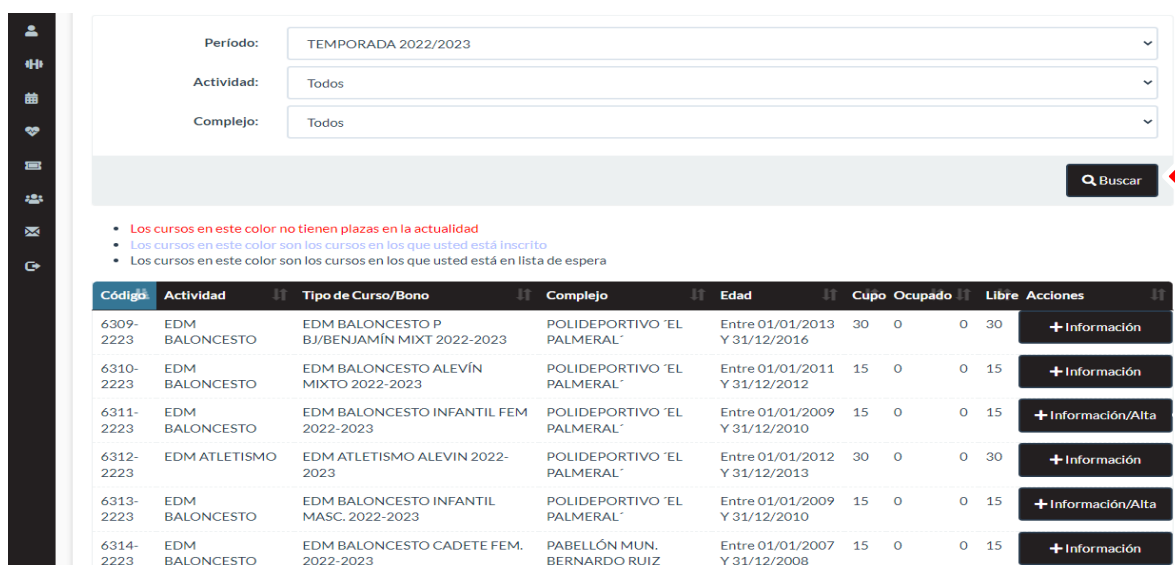 Período: TEMPORADA 2022/2023
Actividad: Todos
Complejo: Todos
Buscar
Los cursos en este color no tienen plazas en la actualidad
Los cursos en este color son los cursos en los que usted está inscrito
Los cursos en este color son los cursos en los que usted está en lista de espera
Código Actividad Tipo de Curso/Bono Complejo Edad Cupo Ocupado Libre Acciones
6309- EDM EDM BALONCESTO P POLIDEPORTIVO ´EL Entre 01/01/2013 30 0 0 30 +Información
2223 BALONCESTO BJ/BENJAMÍN MIXT 2022-2023 PALMERAL´ Y 31/12/2016
6310- EDM EDM BALONCESTO ALEVÍN POLIDEPORTIVO ´EL Entre 01/01/2011 15 0 0 15 +Información
2223 BALONCESTO MIXTO 2022-2023 PALMERAL´ Y 31/12/2012
6311- EDM EDM BALONCESTO INFANTIL FEM POLIDEPORTIVO ´EL Entre 01/01/2009 15 0 0 15 +Información/Alta
2223 BALONCESTO 2022-2023 PALMERAL´ Y 31/12/2010
6312- EDM ATLETISMO EDM ATLETISMO ALEVIN 2022- POLIDEPORTIVO ´EL Entre 01/01/2012 30 0 0 30 +Información
2223 2023 PALMERAL´ Y 31/12/2013
6313- EDM EDM BALONCESTO INFANTIL POLIDEPORTIVO ´EL Entre 01/01/2009 15 0 0 15 +Información/Alta
2223 BALONCESTO MASC. 2022-2023 PALMERAL´ Y 31/12/2010
6314- EDM EDM BALONCESTO CADETE FEM. PABELLÓN MUN. Entre 01/01/2007 15 0 0 15 +Información
2223 BALONCESTO 2022-2023 BERNARDO RUIZ Y 31/12/2008